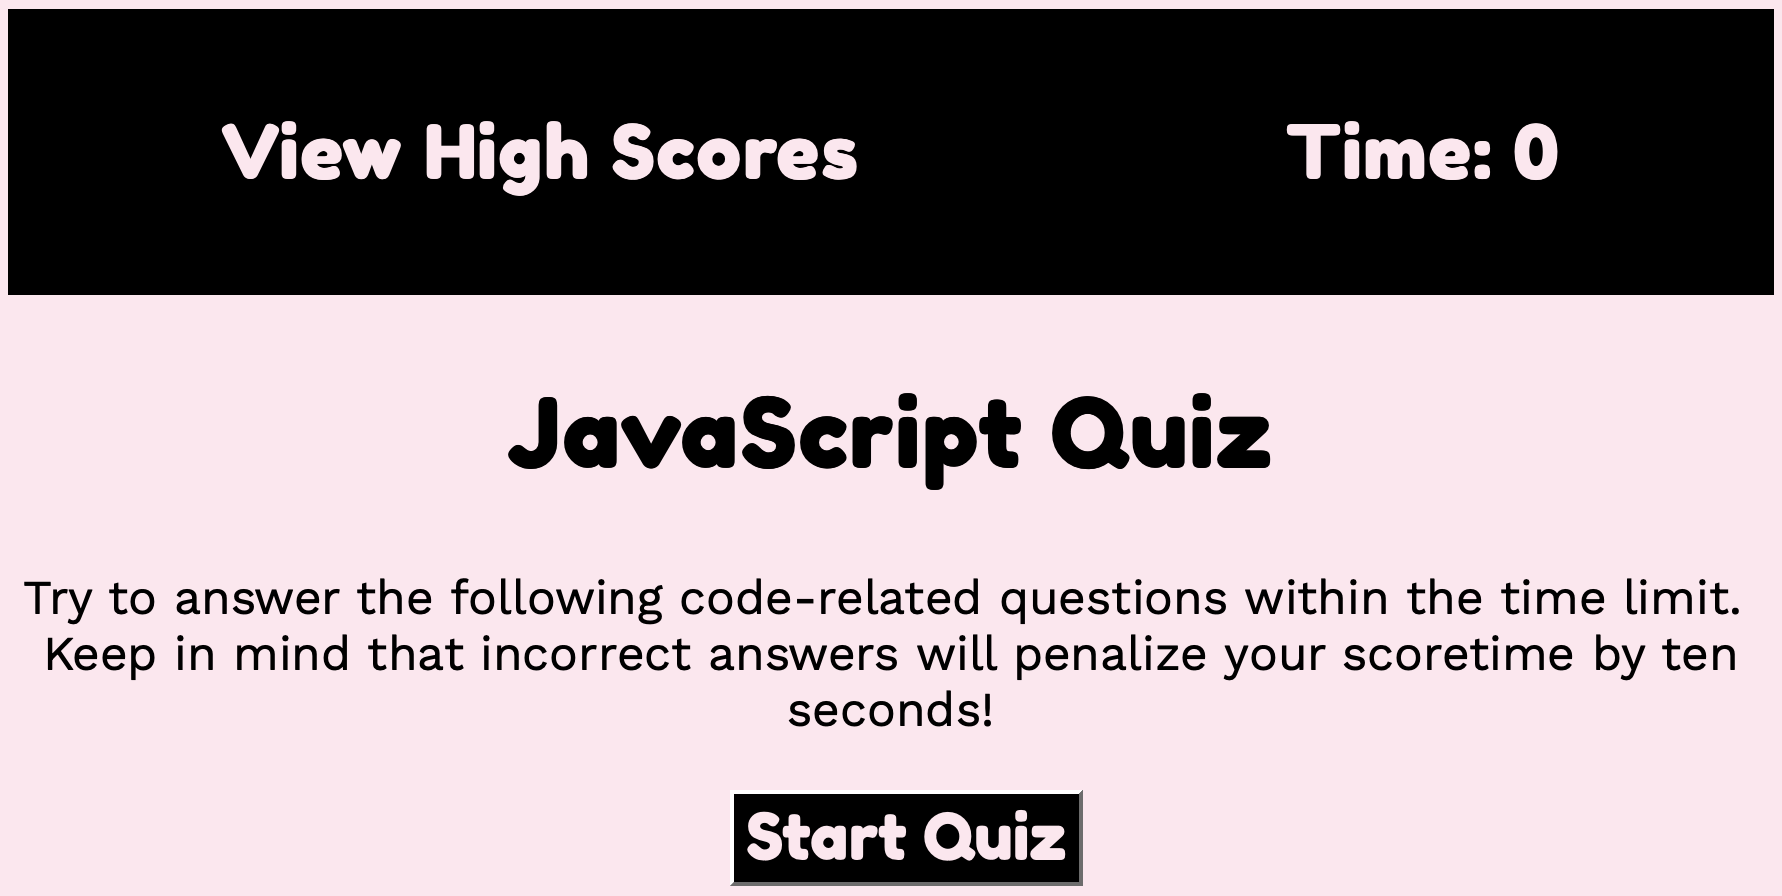 View High Scores
Time: 0
JavaScript Quiz
Try to answer the following code-related questions within the time limit.
Keep in mind that incorrect answers will penalize your scoretime by ten
seconds!
Start Quiz